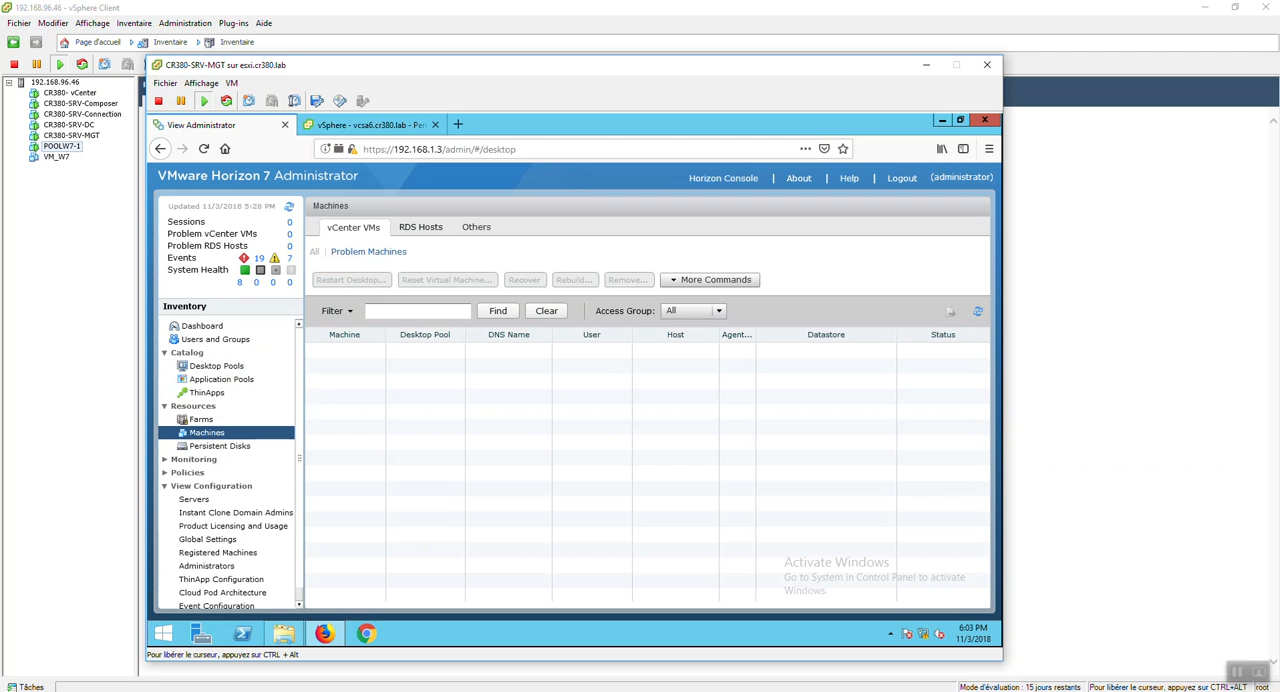 192.168.96.46 - vSphere Client
Fichier Modifier Affichage Inventaire Administration Plug-ins Aide
Page d'accueil Inventaire Inventaire
192.168.96.46
CR380- vCenter
CR380-SRV-Composer
CR380-SRV-Connection
CR380-SRV-DC
CR380-SRV-MGT
POOLW7-1
VM_W7
CR380-SRV-MGT sur esxi.cr380.lab
Fichier Affichage VM
View Administrator
vSphere - vcsa6.cr380.lab - Per
https://192.168.1.3/admin/#/desktop
VMware Horizon 7 Administrator
Horizon Console | About | Help | Logout (administrator)
Updated 11/3/2018 5:28 PM
Sessions 0
Problem vCenter VMs 0
Problem RDS Hosts 0
Events 19 7
System Health
8 0 0 0
Inventory
Dashboard
Users and Groups
Catalog
Desktop Pools
Application Pools
ThinApps
Resources
Farms
Machines
Persistent Disks
Monitoring
Policies
View Configuration
Servers
Instant Clone Domain Admins
Product Licensing and Usage
Global Settings
Registered Machines
Administrators
ThinApp Configuration
Cloud Pod Architecture
Event Configuration
Machines
vCenter VMs RDS Hosts Others
All | Problem Machines
Restart Desktop... Reset Virtual Machine... Recover Rebuild... Remove... More Commands
Filter Find Clear Access Group: All
Machine Desktop Pool DNS Name User Host Agent... Datastore Status
Activate Windows
Go to System in Control Panel to activate
Windows.
6:03 PM
11/3/2018
Pour libérer le curseur, appuyez sur CTRL + Alt
Tâches
Mode d'évaluation : 15 jours restants Pour libérer le curseur, appuyez sur CTRL+ALT root